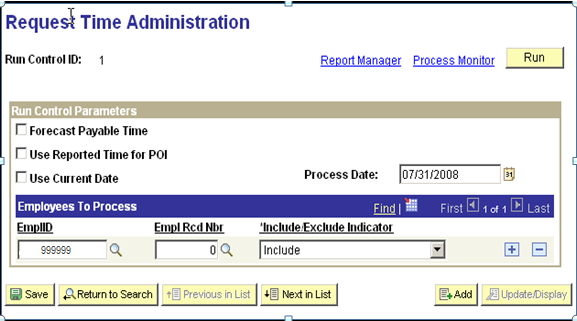 Request Time Administration
Run Control ID: 1 Report Manager Process Monitor Run
Run Control Parameters
Forecast Payable Time
Use Reported Time for POI
Use Current Date Process Date: 07/31/2008 31
Employees To Process Find | First 1 of 1 Last
EmplID Empl Rcd Nbr *Include/Exclude Indicator
999999 0 Include
Save Return to Search Previous in List Next in List Add Update/Display